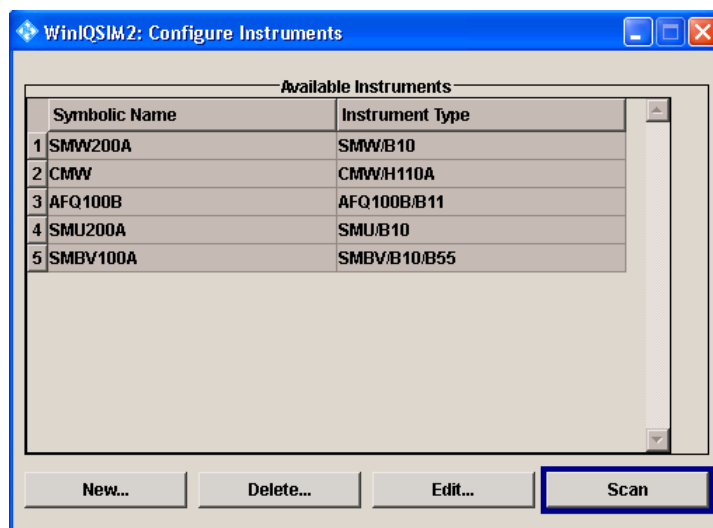 WinIQSIM2: Configure Instruments
Available Instruments
Symbolic Name Instrument Type
1 SMW200A SMW/B10
2 CMW CMW/H110A
3 AFQ100B AFQ100B/B11
4 SMU200A SMU/B10
5 SMBV100A SMBV/B10/B55
New... Delete... Edit... Scan